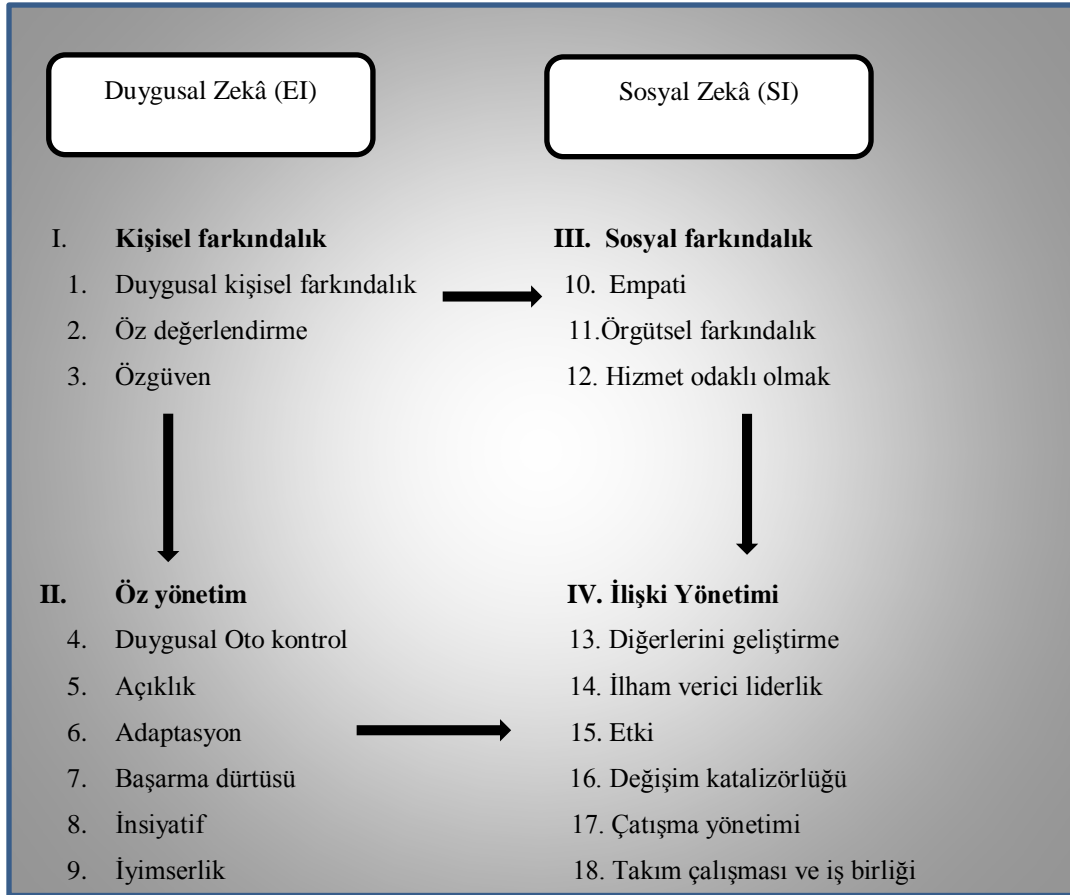 Duygusal Zekâ (EI)
Sosyal Zekâ (SI)
I. Kişisel farkındalık
1. Duygusal kişisel farkındalık
2. Öz değerlendirme
3. Özgüven
III. Sosyal farkındalık
10. Empati
11.Örgütsel farkındalık
12. Hizmet odaklı olmak
II. Öz yönetim
4. Duygusal Oto kontrol
5. Açıklık
6. Adaptasyon
7. Başarma dürtüsü
8. İnsiyatif
9. İyimserlik
IV. İlişki Yönetimi
13. Diğerlerini geliştirme
14. İlham verici liderlik
15. Etki
16. Değişim katalizörlüğü
17. Çatışma yönetimi
18. Takım çalışması ve iş birliği